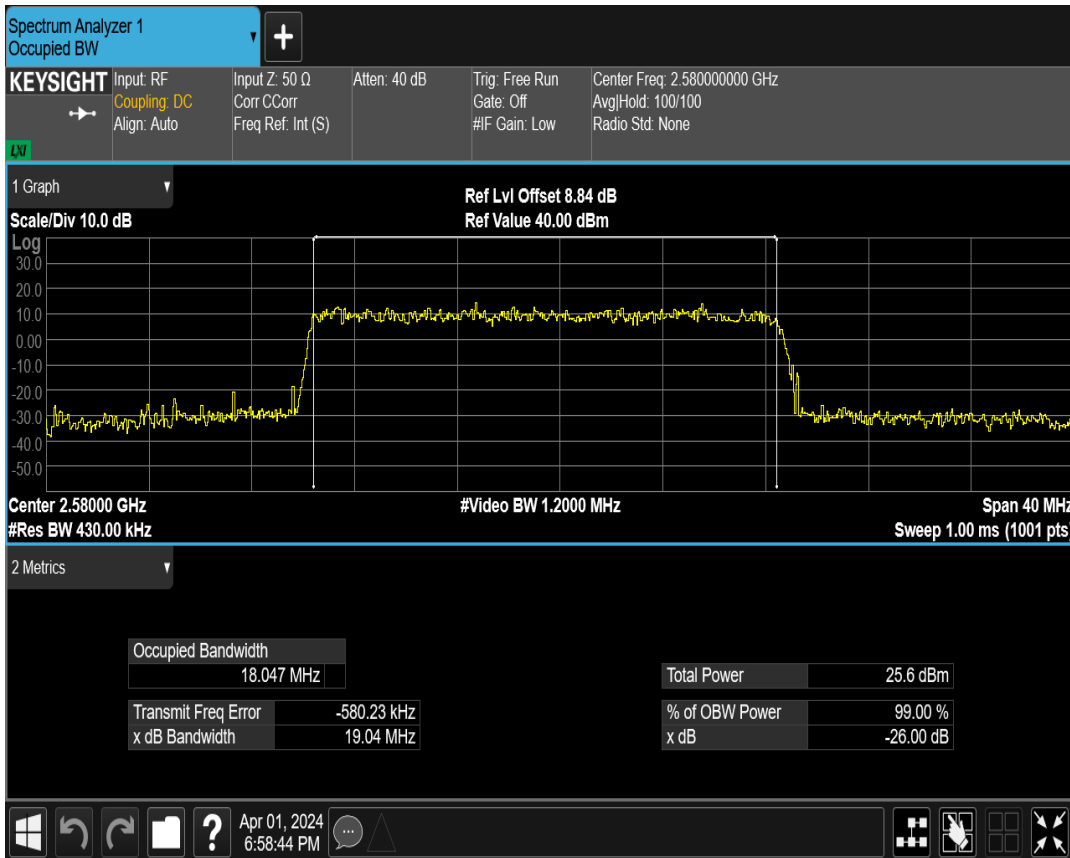 Spectrum Analyzer 1
Occupied BW
KEYSIGHT
LXI
Input: RF
Coupling: DC
Align: Auto
Input Z: 50 Ω
Corr CCorr
Freq Ref: Int (S)
Atten: 40 dB
Trig: Free Run
Gate: Off
#IF Gain: Low
Center Freq: 2.580000000 GHz
Avg|Hold: 100/100
Radio Std: None
1 Graph
Ref Lvl Offset 8.84 dB
Scale/Div 10.0 dB
Ref Value 40.00 dBm
Log
30.0
20.0
10.0
0.00
-10.0
-20.0
-30.0
-40.0
-50.0
Center 2.58000 GHz
#Video BW 1.2000 MHz
Span 40 MHz
#Res BW 430.00 kHz
Sweep 1.00 ms (1001 pts)
2 Metrics
Occupied Bandwidth
18.047 MHz
Total Power 25.6 dBm
Transmit Freq Error -580.23 kHz
% of OBW Power 99.00 %
x dB Bandwidth 19.04 MHz
x dB -26.00 dB
?
Apr 01, 2024
6:58:44 PM